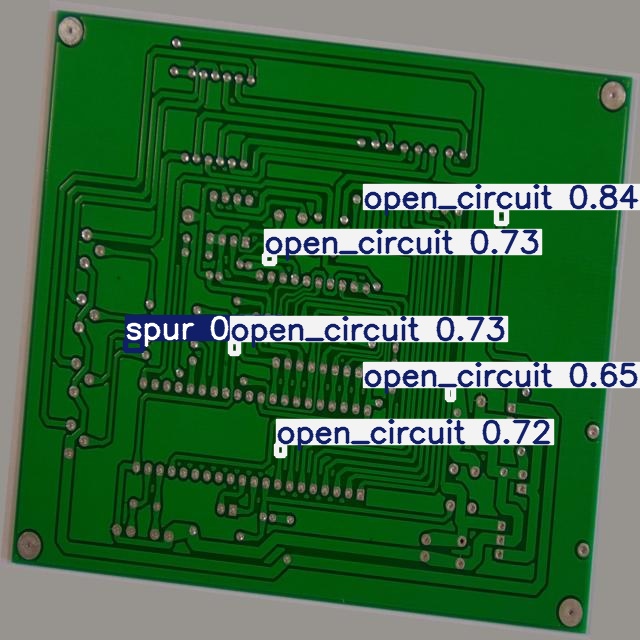 open_circuit 0.84
open_circuit 0.73
spur 0
open_circuit 0.73
open_circuit 0.65
open_circuit 0.72